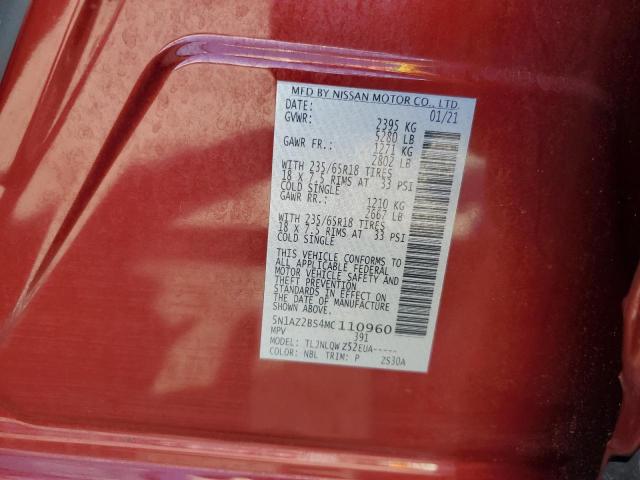 MFD BY NISSAN MOTOR CO., LTD.
DATE: 01/21
GVWR: 2395 KG
5280 LB
GAWR FR.: 1271 KG
2802 LB
WITH 235/65R18 TIRES
18 X 7.5 RIMS AT 33 PSI
COLD SINGLE
GAWR RR.: 1210 KG
2667 LB
WITH 235/65R18 TIRES
18 X 7.5 RIMS AT 33 PSI
COLD SINGLE
THIS VEHICLE CONFORMS TO
ALL APPLICABLE FEDERAL
MOTOR VEHICLE SAFETY AND
THEFT PREVENTION
STANDARDS IN EFFECT ON
THE DATE OF MANUFACTURE
SHOWN ABOVE.
5N1AZ2BS4MC110960
MPV 391
MODEL: TLJNLQW ZS2EUA-----
COLOR: NBL TRIM: P ZS30A